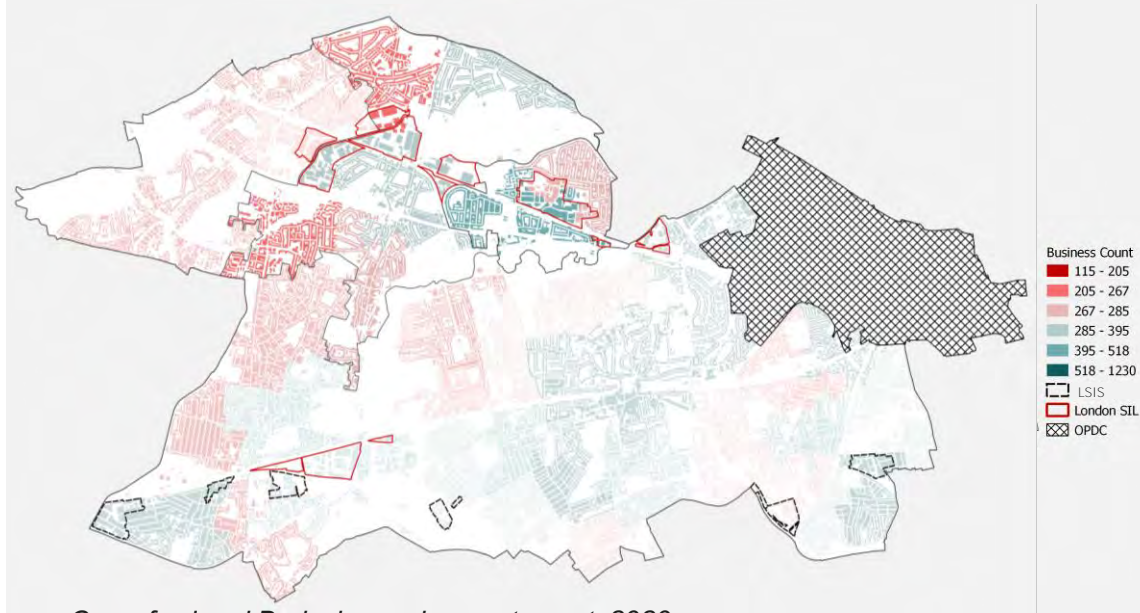 Business Count
115 - 205
205 - 267
267 - 285
285 - 395
395 - 518
518 - 1230
LSIS
London SIL
OPDC